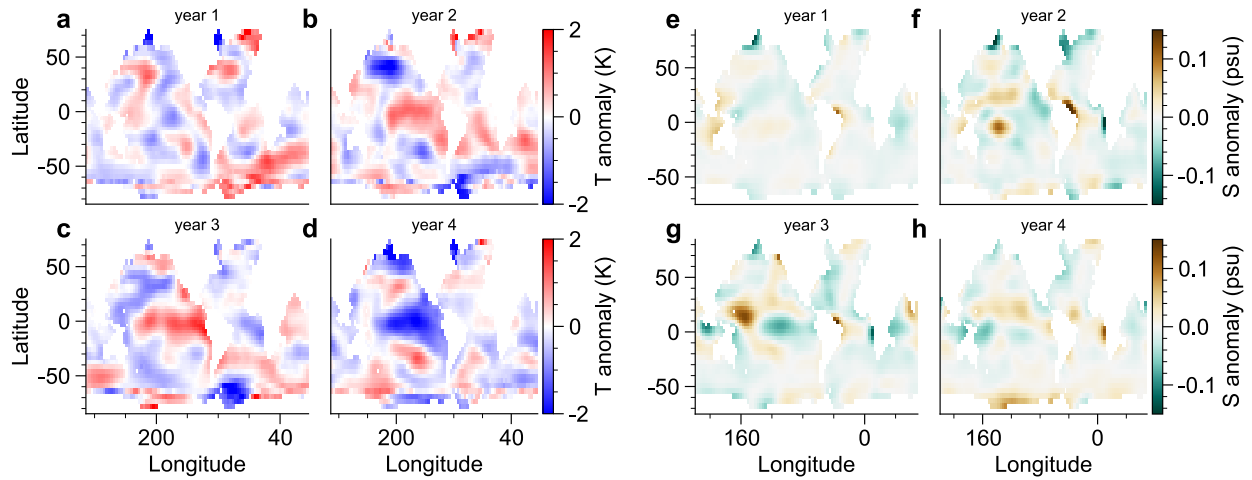 a year 1 b year 2
2
0
-2
T anomaly (K)
50
0
-50
Latitude
c year 3 d year 4
2
0
-2
T anomaly (K)
50
0
-50
Latitude
200 40 200 40
Longitude Longitude
e year 1 f year 2
0.1
0.0
-0.1
S anomaly (psu)
50
0
-50
g year 3 h year 4
0.1
0.0
-0.1
S anomaly (psu)
50
0
-50
160 0 160 0
Longitude Longitude